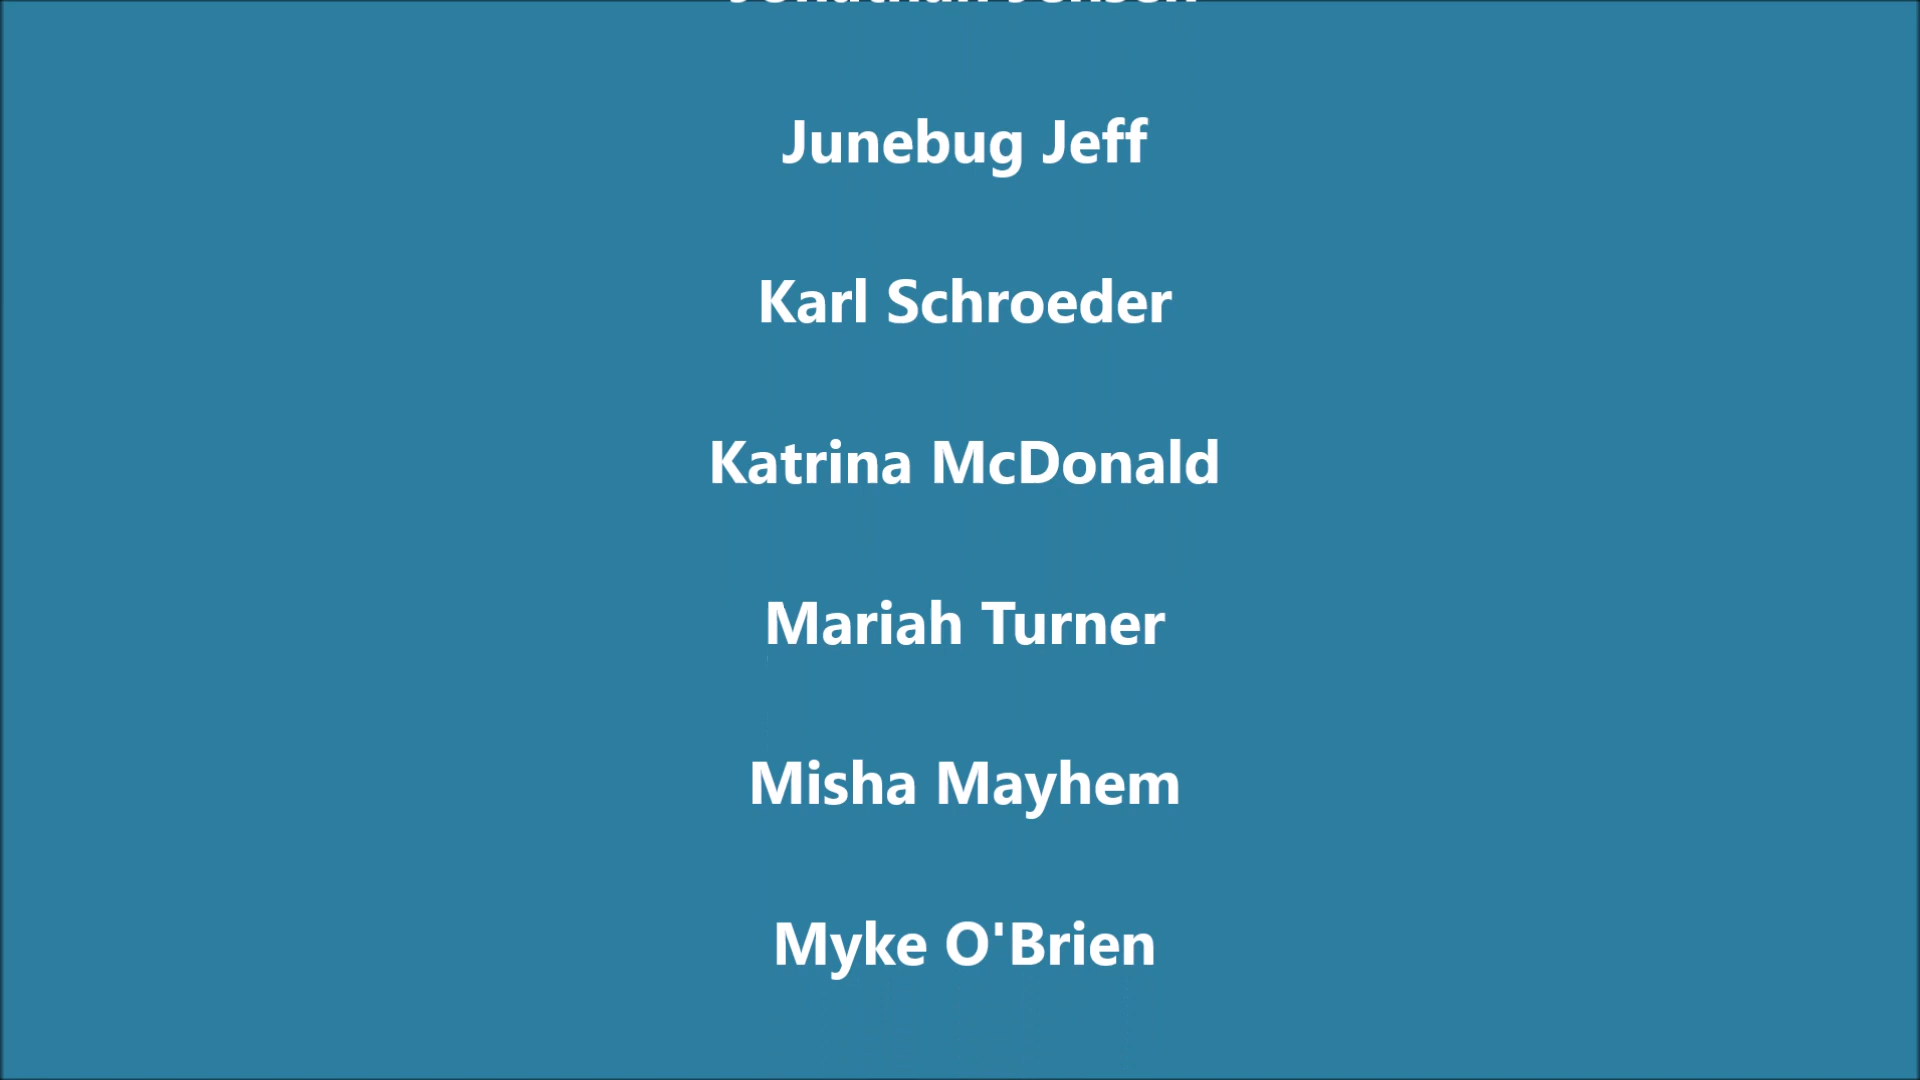 Junebug Jeff
Karl Schroeder
Katrina McDonald
Mariah Turner
Misha Mayhem
Myke O'Brien